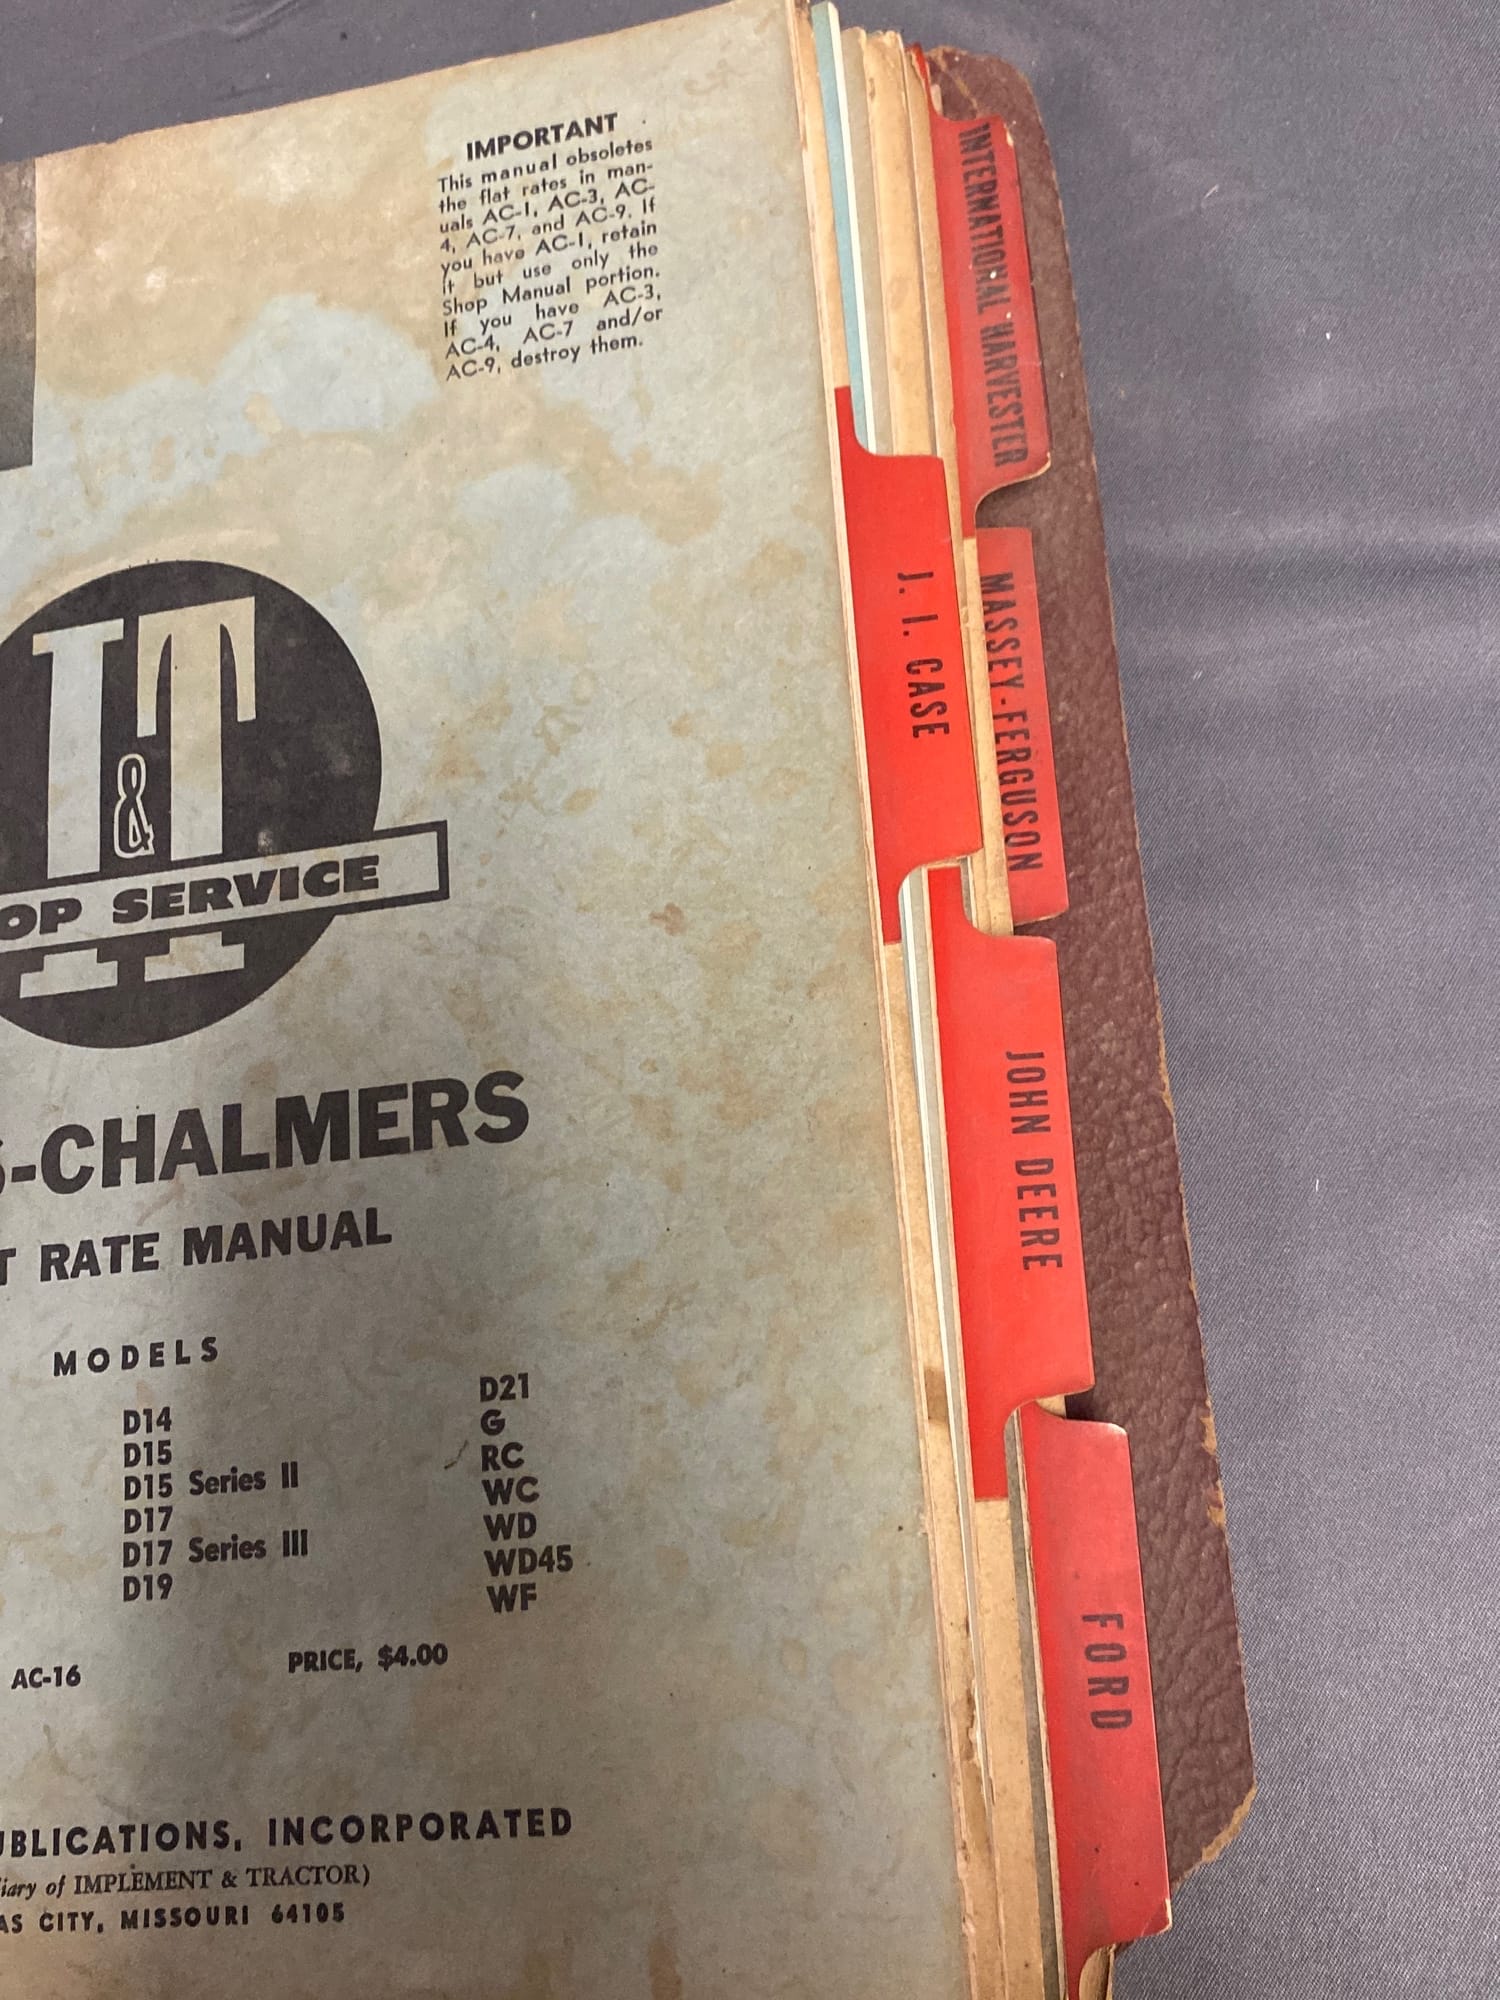 IMPORTANT
This manual obsoletes
the flat rates in man-
uals AC-1, AC-3, AC-
4, AC-7, and AC-9. If
you have AC-1, retain
it but use only the
Shop Manual portion.
If you have AC-3,
AC-4, AC-7 and/or
AC-9, destroy them.
I&T
OP SERVICE
S-CHALMERS
T RATE MANUAL
MODELS
D14
D15
D15 Series II
D17
D17 Series III
D19
D21
G
RC
WC
WD
WD45
WF
AC-16
PRICE, $4.00
UBLICATIONS, INCORPORATED
iary of IMPLEMENT & TRACTOR)
AS CITY, MISSOURI 64105
INTERNATIONAL HARVESTER
J. I. CASE
MASSEY-FERGUSON
JOHN DEERE
FORD